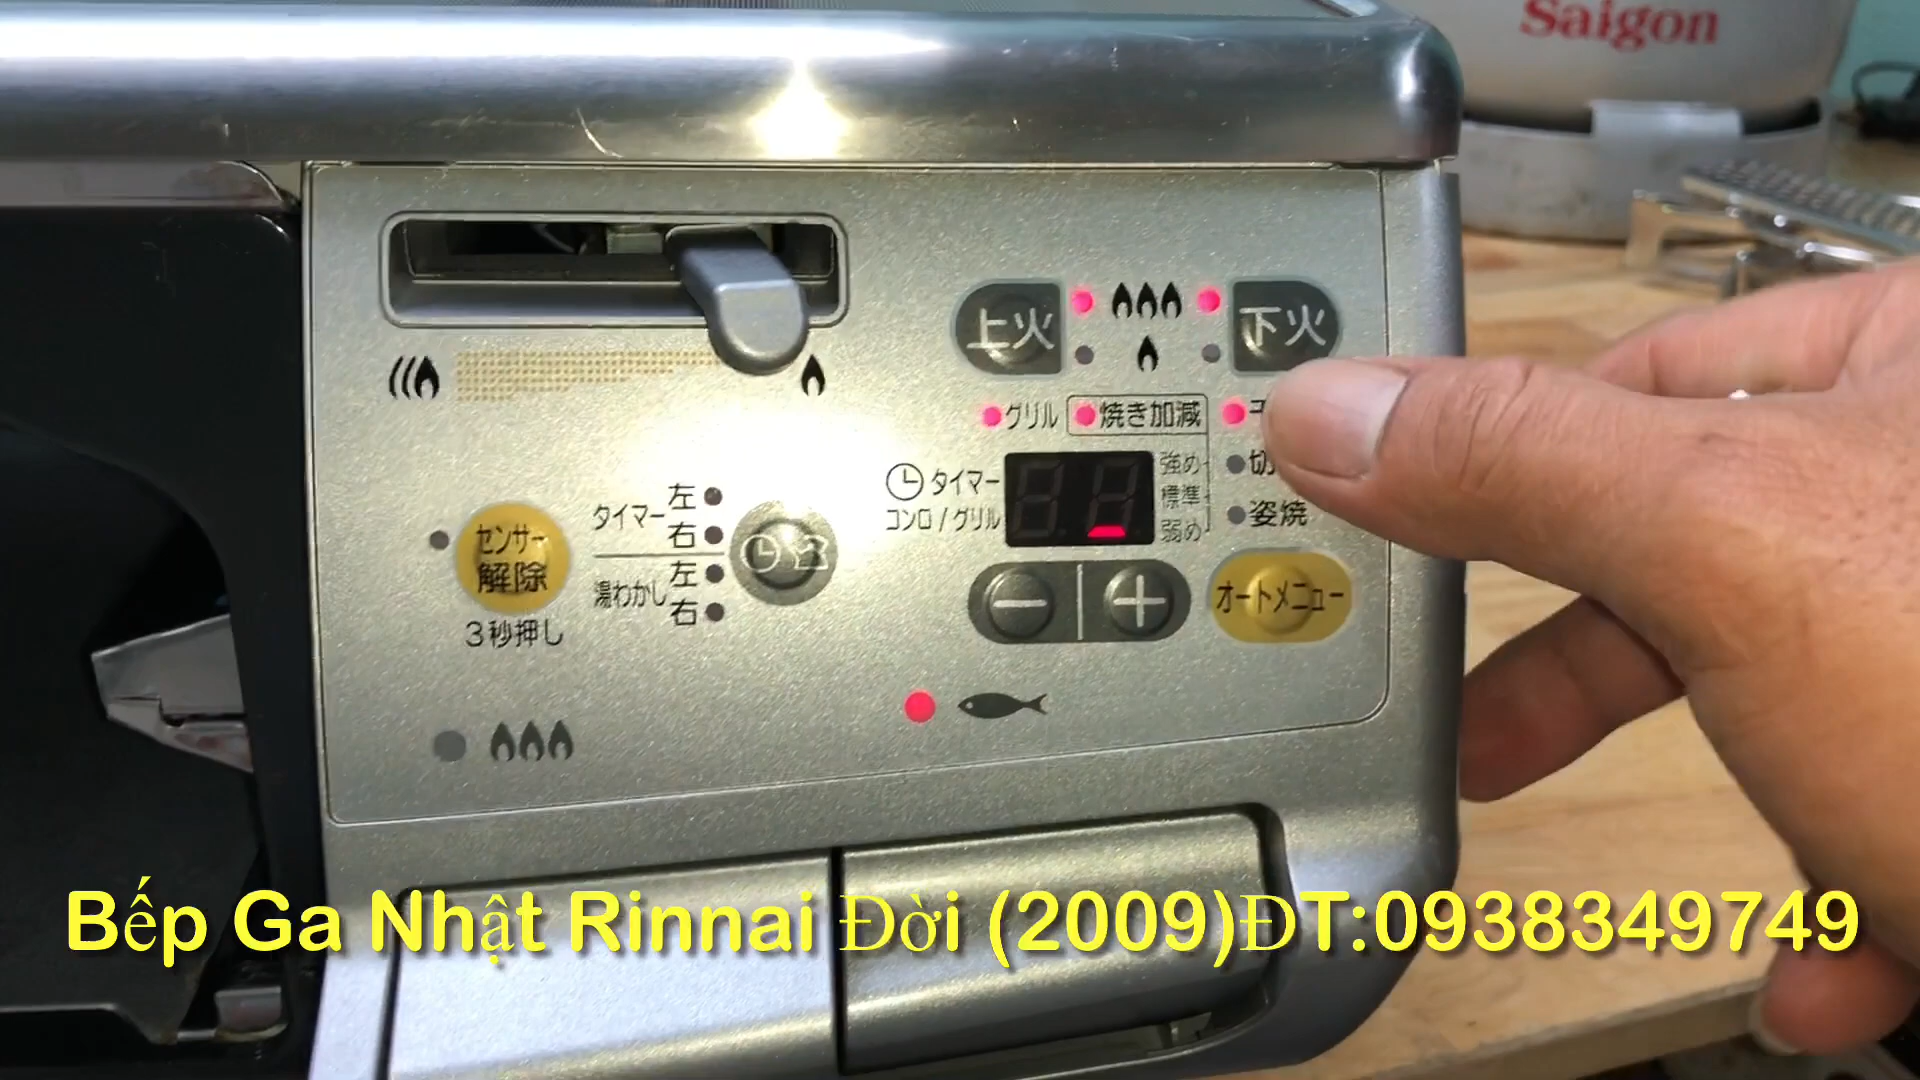 Saigon
上火
下火
グリル
焼き加減
タイマー
コンロ/グリル
強め
標準
弱め
切
姿焼
オートメニュー
センサー
解除
3秒押し
タイマー
左
右
湯わかし
左
右
Bếp Ga Nhật Rinnai Đời (2009)ĐT:0938349749